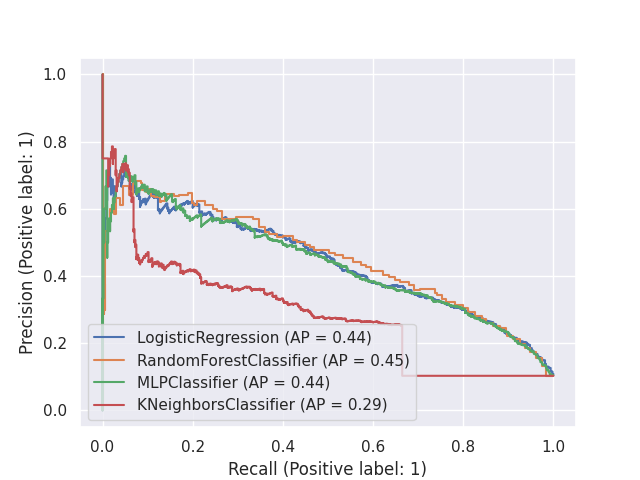 1.0
0.8
0.6
0.4
0.2
0.0
Precision (Positive label: 1)
LogisticRegression (AP = 0.44)
RandomForestClassifier (AP = 0.45)
MLPClassifier (AP = 0.44)
KNeighborsClassifier (AP = 0.29)
0.0 0.2 0.4 0.6 0.8 1.0
Recall (Positive label: 1)